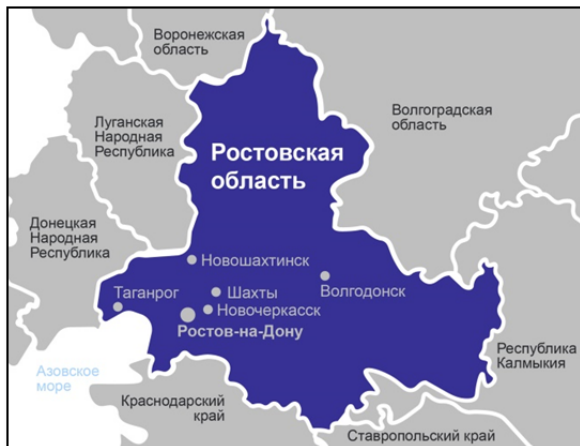 Воронежская
область
Луганская
Народная
Республика
Волгоградская
область
Ростовская
область
Донецкая
Народная
Республика
Новошахтинск
Таганрог
Шахты
Волгодонск
Новочеркасск
Ростов-на-Дону
Азовское
море
Республика
Калмыкия
Краснодарский
край
Ставропольский край